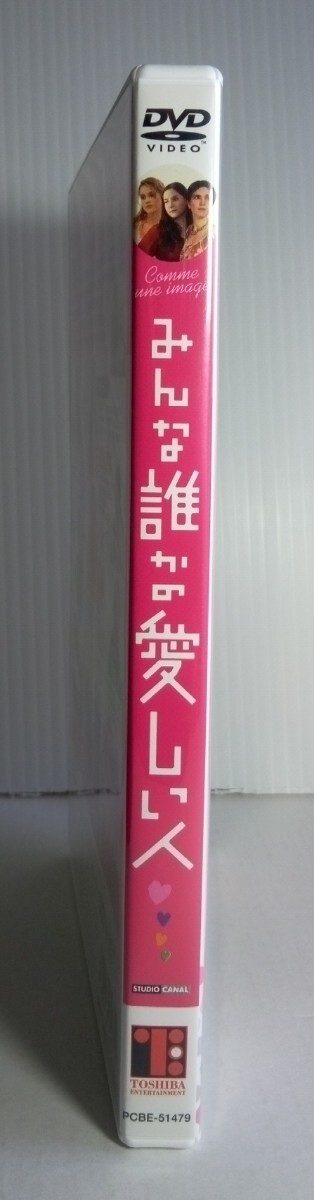 DVD
VIDEO
TM
Comme
une image
みんな誰かの愛しい人
STUDIO CANAL
TOSHIBA
ENTERTAINMENT
PCBE-51479